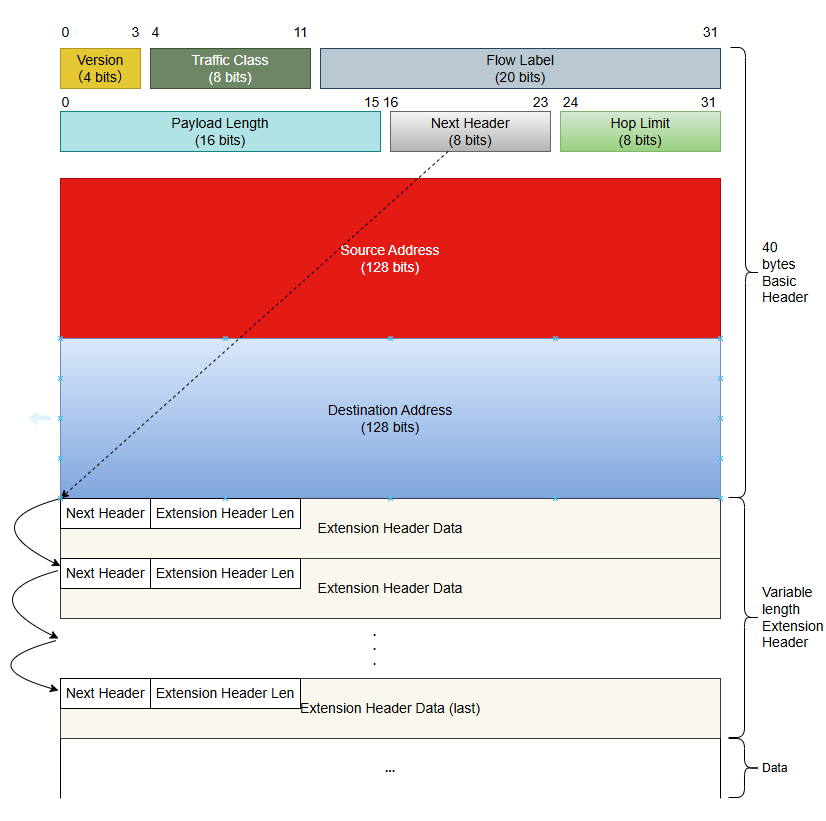 0 3 4 11 31
Version
(4 bits)
Traffic Class
(8 bits)
Flow Label
(20 bits)
0 15 16 23 24 31
Payload Length
(16 bits)
Next Header
(8 bits)
Hop Limit
(8 bits)
Source Address
(128 bits)
40
bytes
Basic
Header
Destination Address
(128 bits)
Next Header Extension Header Len
Extension Header Data
Next Header Extension Header Len
Extension Header Data
Variable
length
Extension
Header
.
.
.
Next Header Extension Header Len
Extension Header Data (last)
...
Data